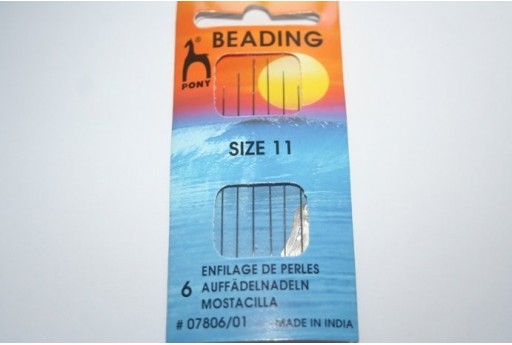 BEADING
®
PONY
SIZE 11
ENFILAGE DE PERLES
6 AUFFÄDELNADELN
MOSTACILLA
# 07806/01 MADE IN INDIA